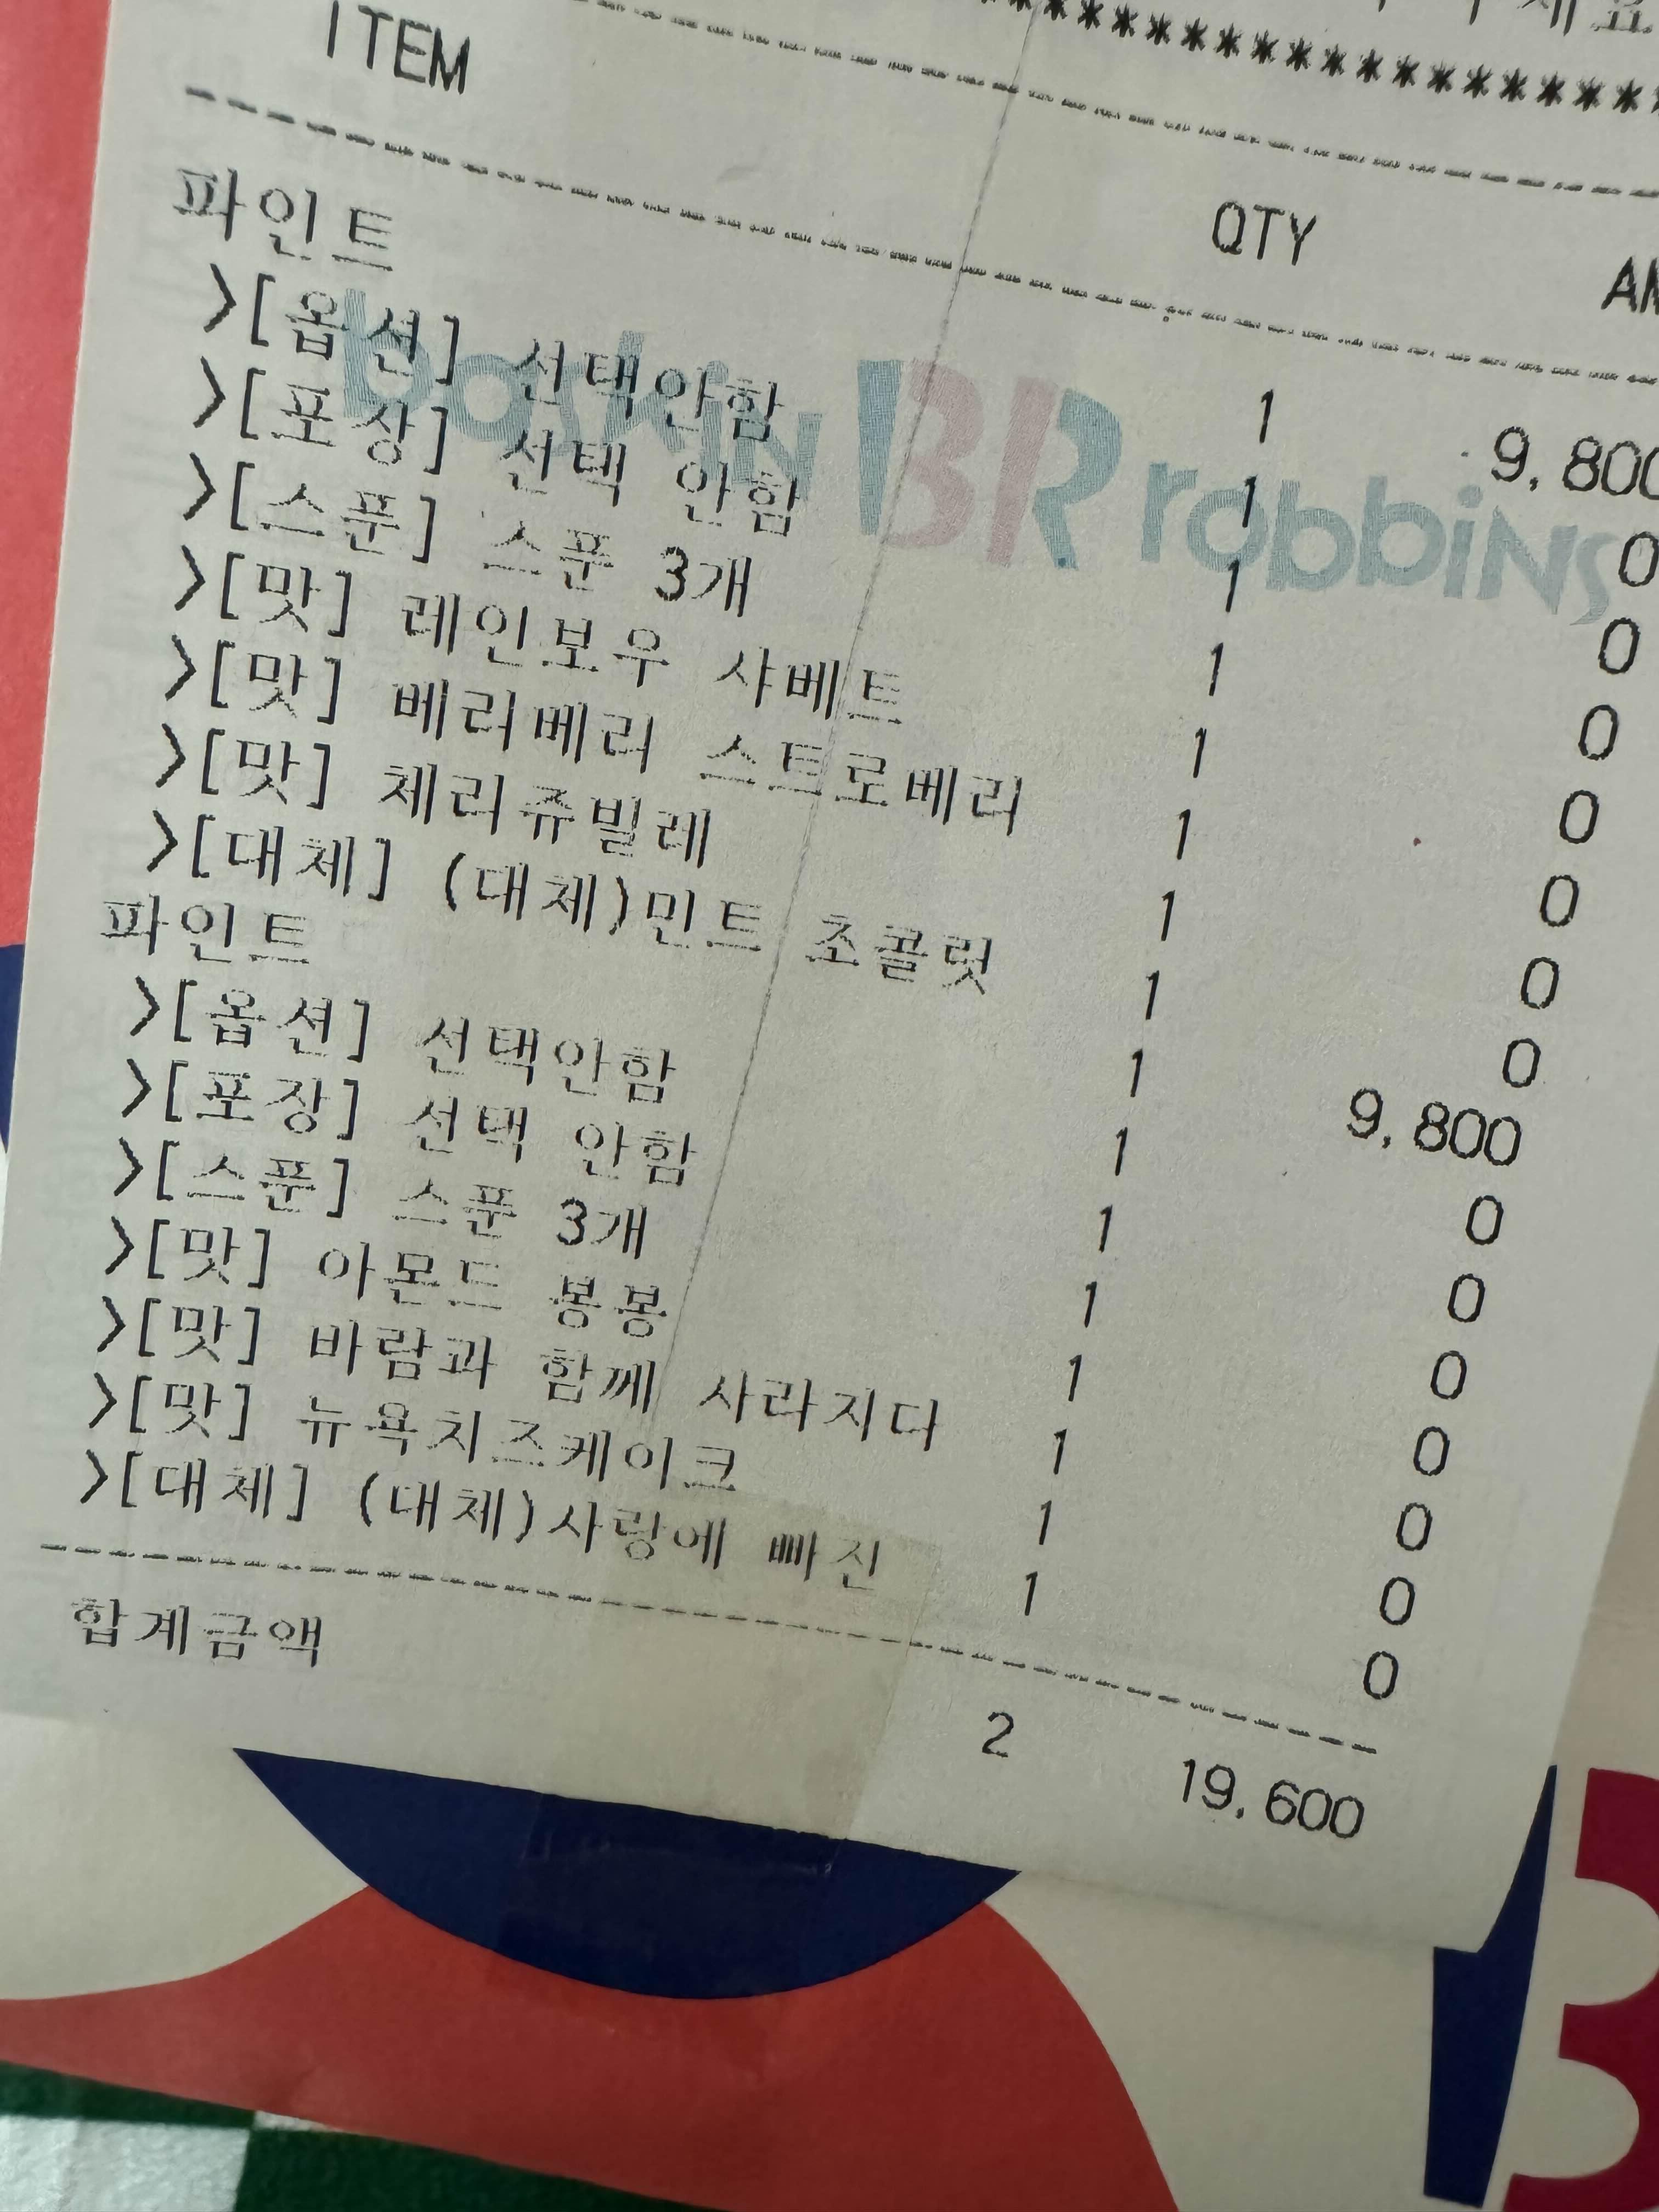 ITEM QTY
파인트 1 9,800
>[옵션] 선택안함 1 0
>[포장] 선택 안함 1 0
>[스푼] 스푼 3개 1 0
>[맛] 레인보우 샤베트 1 0
>[맛] 베리베리 스트로베리 1 0
>[맛] 체리쥬빌레 1 0
>[대체] (대체)민트 초콜릿 1 0
파인트 1 9,800
>[옵션] 선택안함 1 0
>[포장] 선택 안함 1 0
>[스푼] 스푼 3개 1 0
>[맛] 아몬드 봉봉 1 0
>[맛] 바람과 함께 사라지다 1 0
>[맛] 뉴욕치즈케이크 1 0
>[대체] (대체)사랑에 빠진 1 0
합계금액 2 19,600
baskin BR robbins